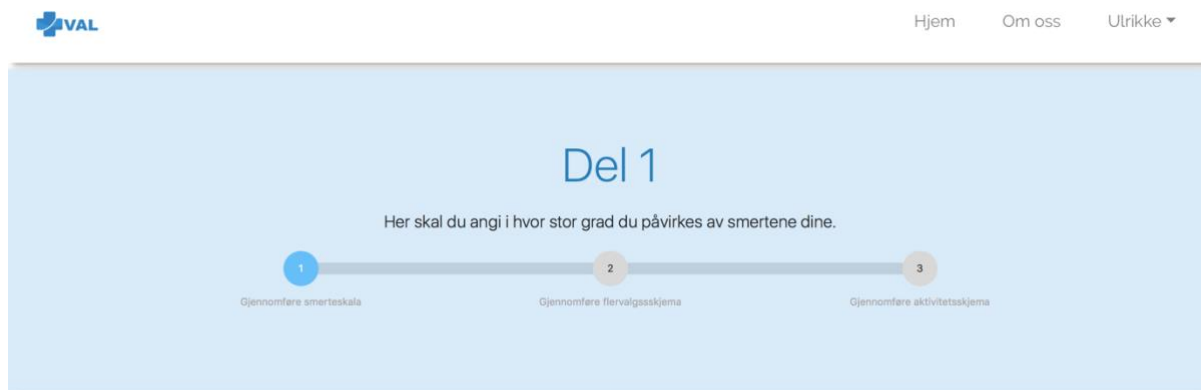 VAL
Hjem Om oss Ulrikke
Del 1
Her skal du angi i hvor stor grad du påvirkes av smertene dine.
1 2 3
Gjennomføre smerteskala Gjennomføre flervalgsskjema Gjennomføre aktivitetsskjema